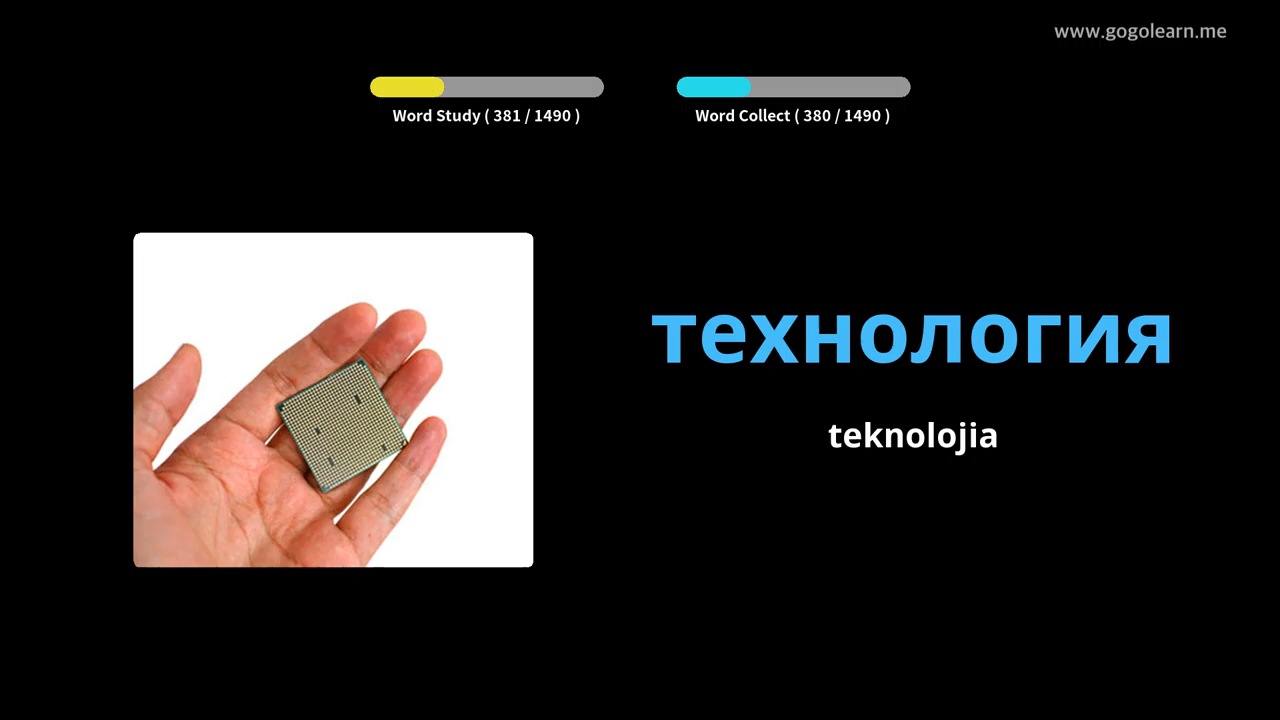 www.gogolearn.me
Word Study ( 381 / 1490 )
Word Collect ( 380 / 1490 )
технология
teknolojia